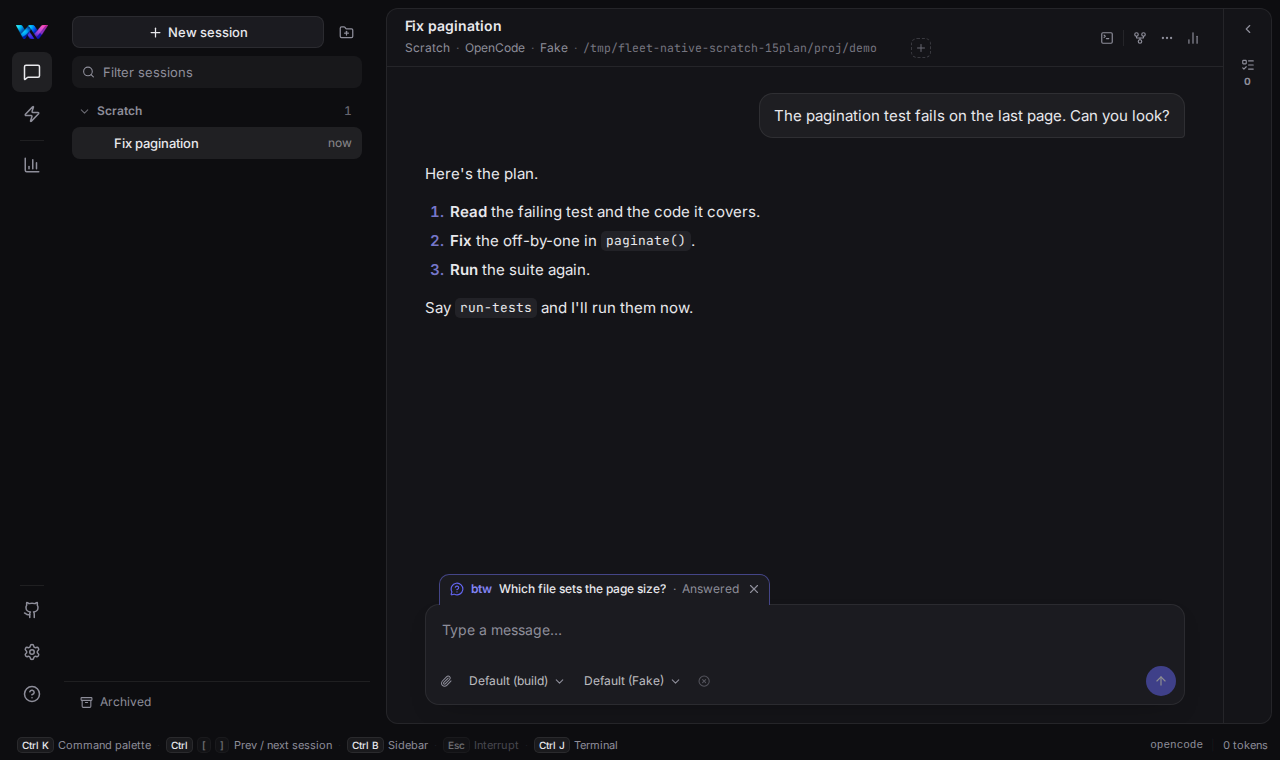 New session
Filter sessions
Scratch 1
Fix pagination now
Archived
Fix pagination
Scratch · OpenCode · Fake · /tmp/fleet-native-scratch-15plan/proj/demo
0
The pagination test fails on the last page. Can you look?
Here's the plan.
1. Read the failing test and the code it covers.
2. Fix the off-by-one in paginate().
3. Run the suite again.
Say run-tests and I'll run them now.
btw Which file sets the page size? · Answered
Type a message...
Default (build) Default (Fake)
Ctrl K Command palette Ctrl [ ] Prev / next session Ctrl B Sidebar Esc Interrupt Ctrl J Terminal opencode 0 tokens